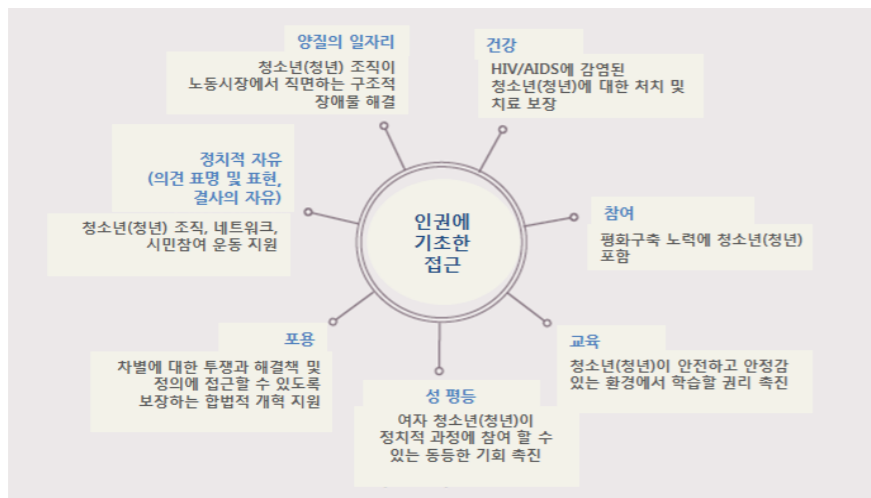 양질의 일자리
청소년(청년) 조직이
노동시장에서 직면하는 구조적
장애물 해결
건강
HIV/AIDS에 감염된
청소년(청년)에 대한 처치 및
치료 보장
정치적 자유
(의견 표명 및 표현,
결사의 자유)
청소년(청년) 조직, 네트워크,
시민참여 운동 지원
인권에
기초한
접근
참여
평화구축 노력에 청소년(청년)
포함
포용
차별에 대한 투쟁과 해결책 및
정의에 접근할 수 있도록
보장하는 합법적 개혁 지원
성 평등
여자 청소년(청년)이
정치적 과정에 참여 할 수
있는 동등한 기회 촉진
교육
청소년(청년)이 안전하고 안정감
있는 환경에서 학습할 권리 촉진